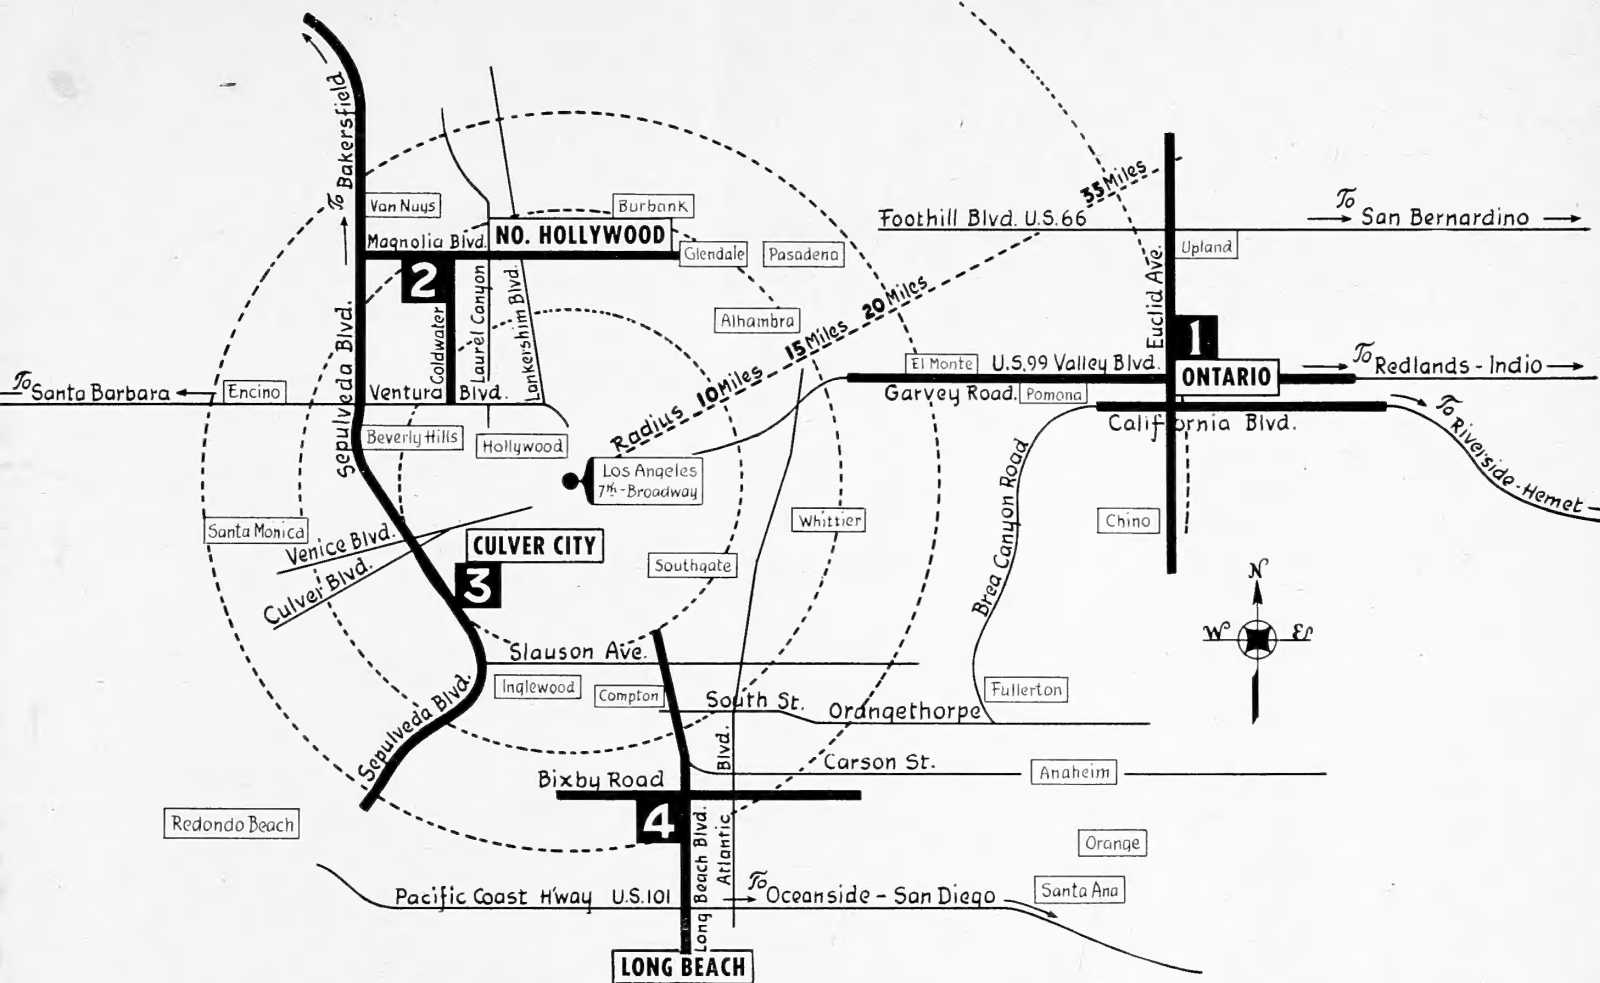 To Bakersfield
Van Nuys
Burbank
Magnolia Blvd.
NO. HOLLYWOOD
Glendale
Pasadena
2
Sepulveda Blvd.
Coldwater
Laurel Canyon
Lankershim Blvd.
Alhambra
To Santa Barbara
Encino
Ventura Blvd.
Beverly Hills
Hollywood
Radius 10 Miles
15 Miles
20 Miles
35 Miles
Foothill Blvd. U.S. 66
To San Bernardino
Upland
Euclid Ave.
1
El Monte
U.S. 99 Valley Blvd.
ONTARIO
To Redlands - Indio
Garvey Road.
Pomona
California Blvd.
To Riverside - Hemet
Los Angeles
7th - Broadway
Brea Canyon Road
Chino
Santa Monica
Venice Blvd.
Culver Blvd.
CULVER CITY
3
Whittier
Southgate
N
W
E
Slauson Ave.
Inglewood
Compton
Sepulveda Blvd.
South St.
Orangethorpe
Fullerton
Carson St.
Anaheim
Bixby Road
4
Redondo Beach
Long Beach Blvd.
Atlantic Blvd.
Orange
Santa Ana
Pacific Coast H'way U.S. 101
To Oceanside - San Diego
LONG BEACH